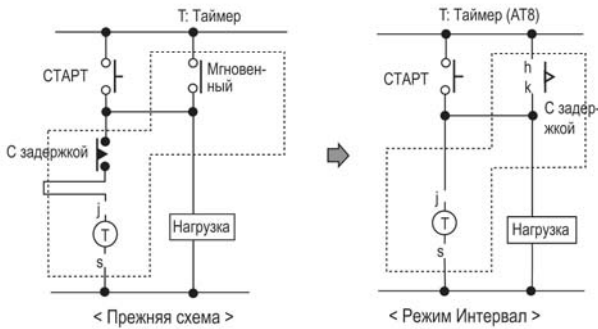 Т: Таймер
СТАРТ
Мгновен-
ный
С задержкой
j
T
s
Нагрузка
< Прежняя схема >
Т: Таймер (AT8)
СТАРТ
h
k
С задер-
жкой
j
T
s
Нагрузка
< Режим Интервал >